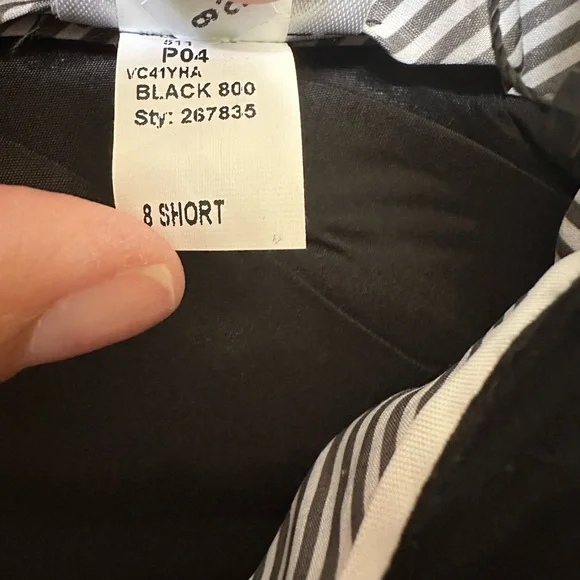 P04
VC41YHA
BLACK 800
Sty: 267835
8 SHORT